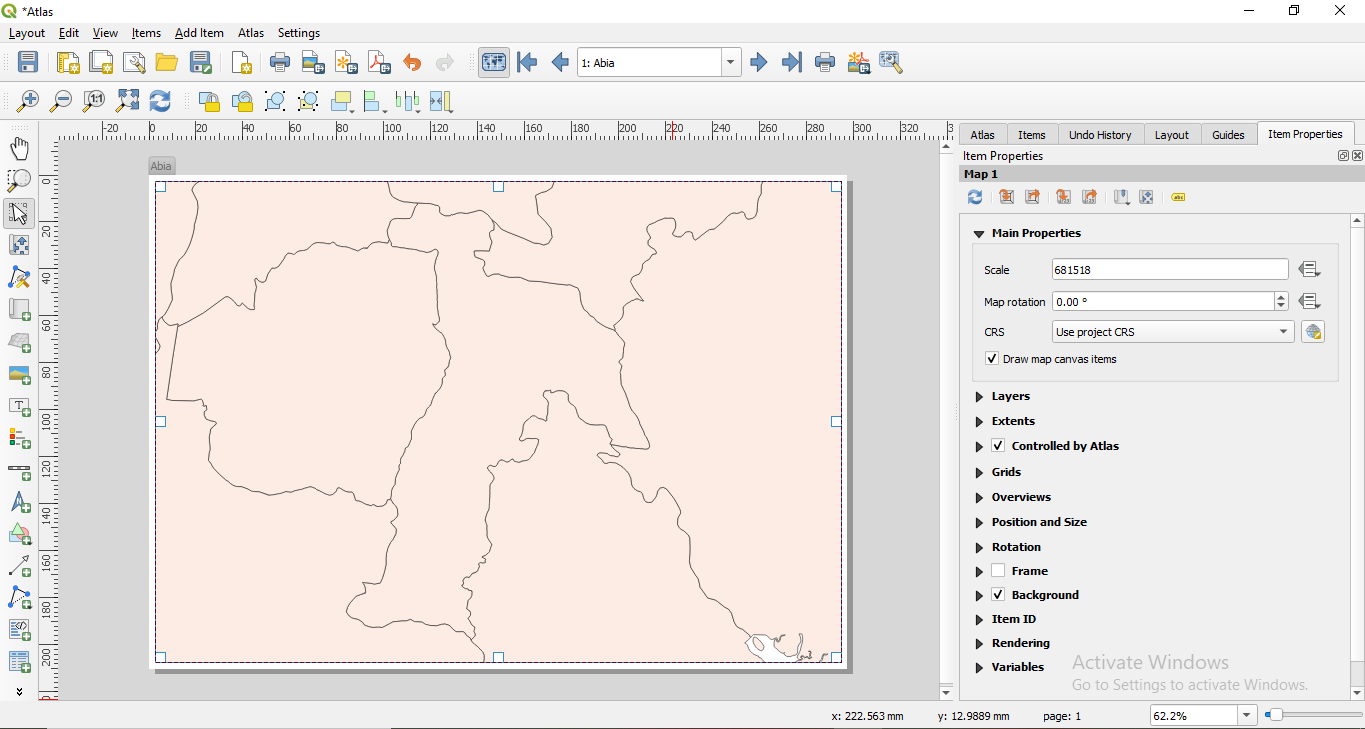 *Atlas
Layout Edit View Items Add Item Atlas Settings
1: Abia
-20 0 20 40 60 80 100 120 140 160 180 200 220 240 260 280 300 320 3
Atlas Items Undo History Layout Guides Item Properties
Item Properties
Map 1
Abia
0
20
40
60
80
100
120
140
160
180
200
Main Properties
Scale 681518
Map rotation 0.00 °
CRS Use project CRS
Draw map canvas items
Layers
Extents
Controlled by Atlas
Grids
Overviews
Position and Size
Rotation
Frame
Background
Item ID
Rendering
Variables
Activate Windows
Go to Settings to activate Windows.
x: 222.563 mm y: 12.9889 mm page: 1 62.2%